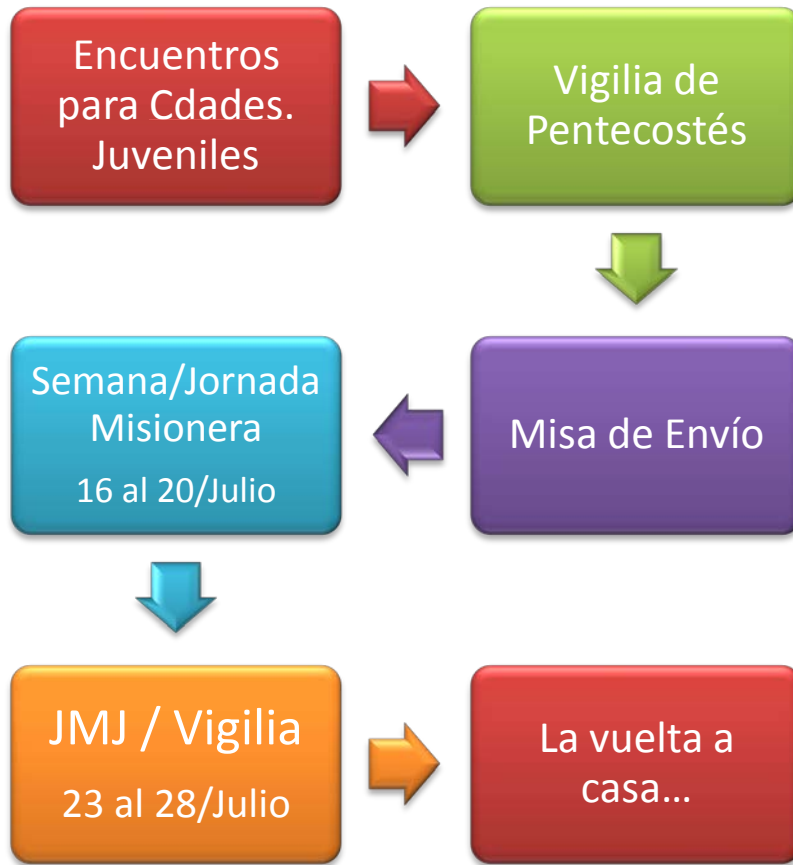 Encuentros
para Cdades.
Juveniles
Vigilia de
Pentecostés
Misa de Envío
Semana/Jornada
Misionera
16 al 20/Julio
JMJ / Vigilia
23 al 28/Julio
La vuelta a
casa…